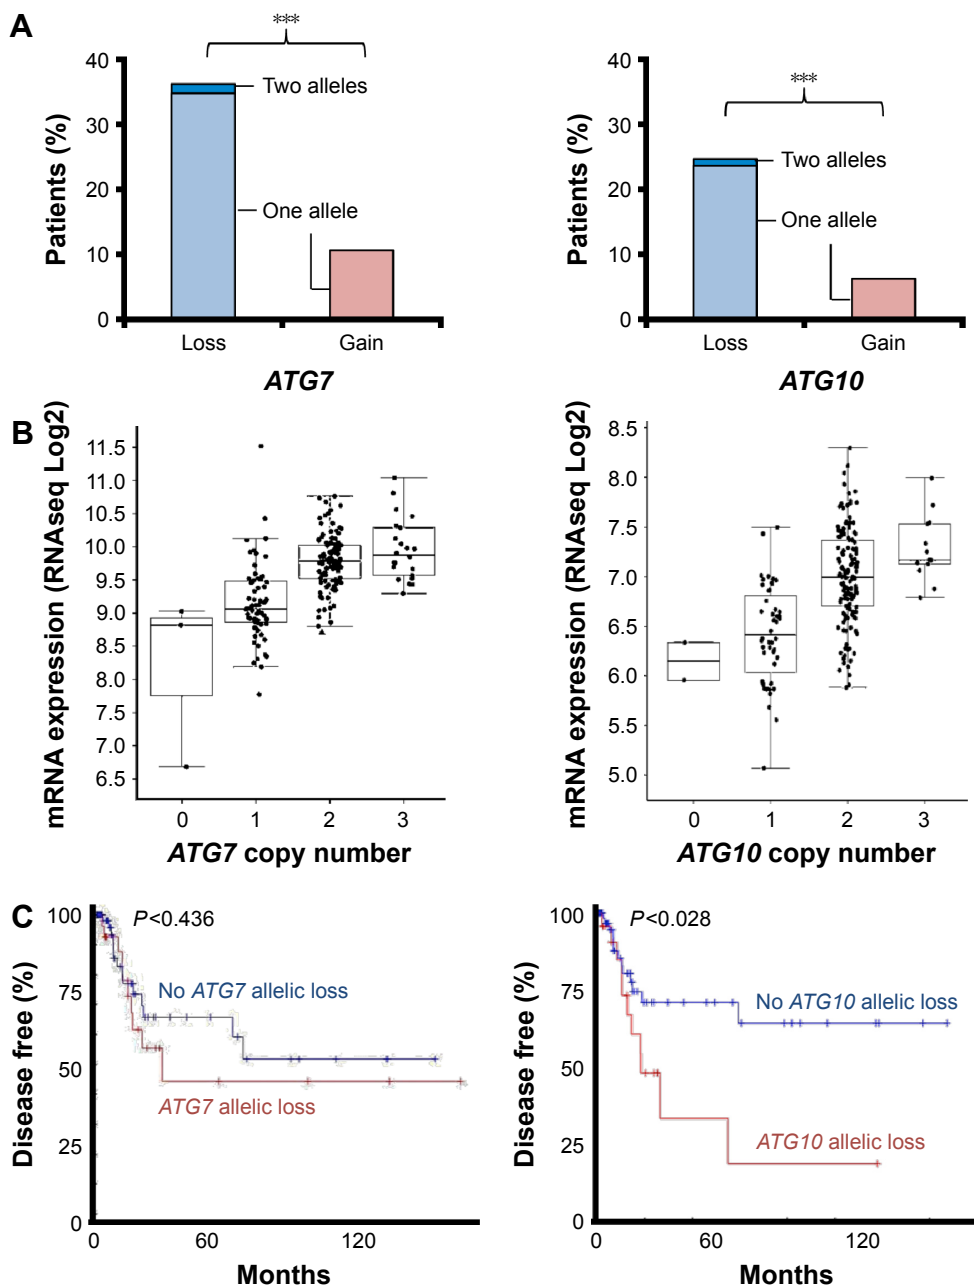 A
***
40
30
20
10
0
Patients (%)
Two alleles
One allele
Loss
Gain
ATG7
***
40
30
20
10
0
Patients (%)
Two alleles
One allele
Loss
Gain
ATG10
B
mRNA expression (RNAseq Log2)
11.5
11.0
10.5
10.0
9.5
9.0
8.5
8.0
7.5
7.0
6.5
0 1 2 3
ATG7 copy number
mRNA expression (RNAseq Log2)
8.5
8.0
7.5
7.0
6.5
6.0
5.5
5.0
0 1 2 3
ATG10 copy number
C
Disease free (%)
100
75
50
25
0
P<0.436
No ATG7 allelic loss
ATG7 allelic loss
0 60 120
Months
Disease free (%)
100
75
50
25
0
P<0.028
No ATG10 allelic loss
ATG10 allelic loss
0 60 120
Months